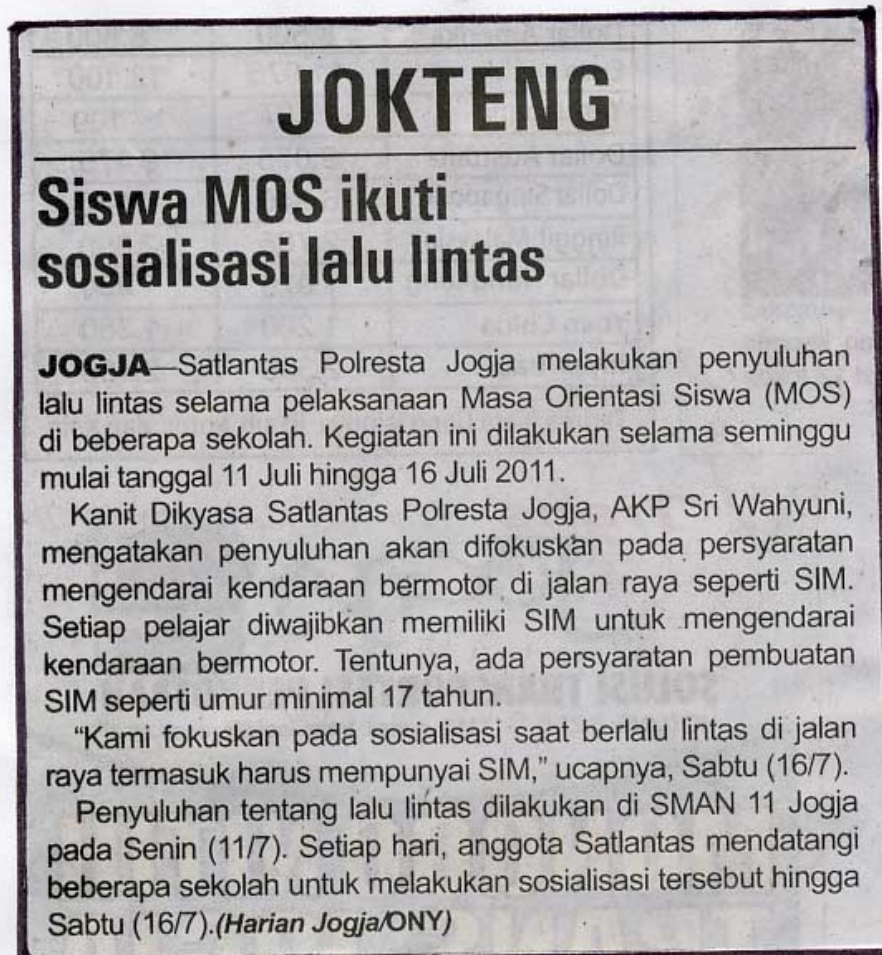 JOKTENG
Siswa MOS ikuti
sosialisasi lalu lintas
JOGJA—Satlantas Polresta Jogja melakukan penyuluhan
lalu lintas selama pelaksanaan Masa Orientasi Siswa (MOS)
di beberapa sekolah. Kegiatan ini dilakukan selama seminggu
mulai tanggal 11 Juli hingga 16 Juli 2011.
Kanit Dikyasa Satlantas Polresta Jogja, AKP Sri Wahyuni,
mengatakan penyuluhan akan difokuskan pada persyaratan
mengendarai kendaraan bermotor di jalan raya seperti SIM.
Setiap pelajar diwajibkan memiliki SIM untuk mengendarai
kendaraan bermotor. Tentunya, ada persyaratan pembuatan
SIM seperti umur minimal 17 tahun.
“Kami fokuskan pada sosialisasi saat berlalu lintas di jalan
raya termasuk harus mempunyai SIM,” ucapnya, Sabtu (16/7).
Penyuluhan tentang lalu lintas dilakukan di SMAN 11 Jogja
pada Senin (11/7). Setiap hari, anggota Satlantas mendatangi
beberapa sekolah untuk melakukan sosialisasi tersebut hingga
Sabtu (16/7).(Harian Jogja/ONY)